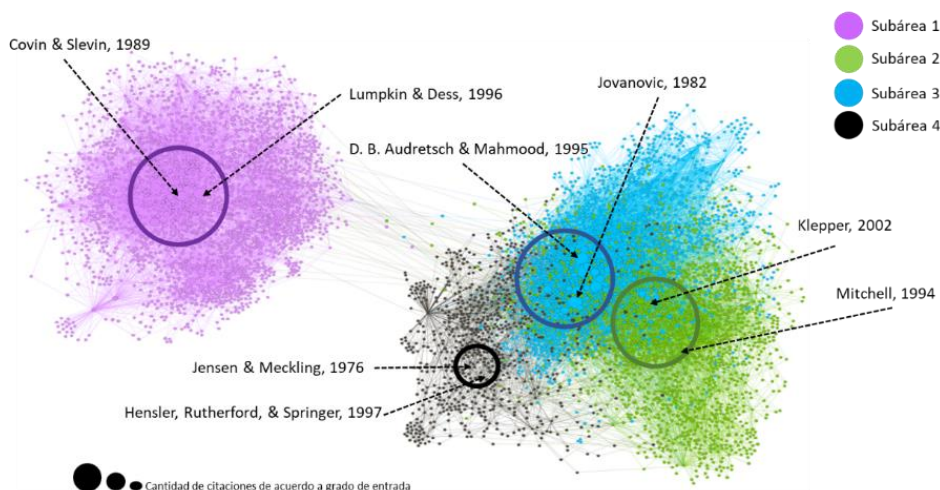 Subárea 1
Subárea 2
Subárea 3
Subárea 4
Covin & Slevin, 1989
Lumpkin & Dess, 1996
Jovanovic, 1982
D. B. Audretsch & Mahmood, 1995
Klepper, 2002
Mitchell, 1994
Jensen & Meckling, 1976
Hensler, Rutherford, & Springer, 1997
Cantidad de citaciones de acuerdo a grado de entrada